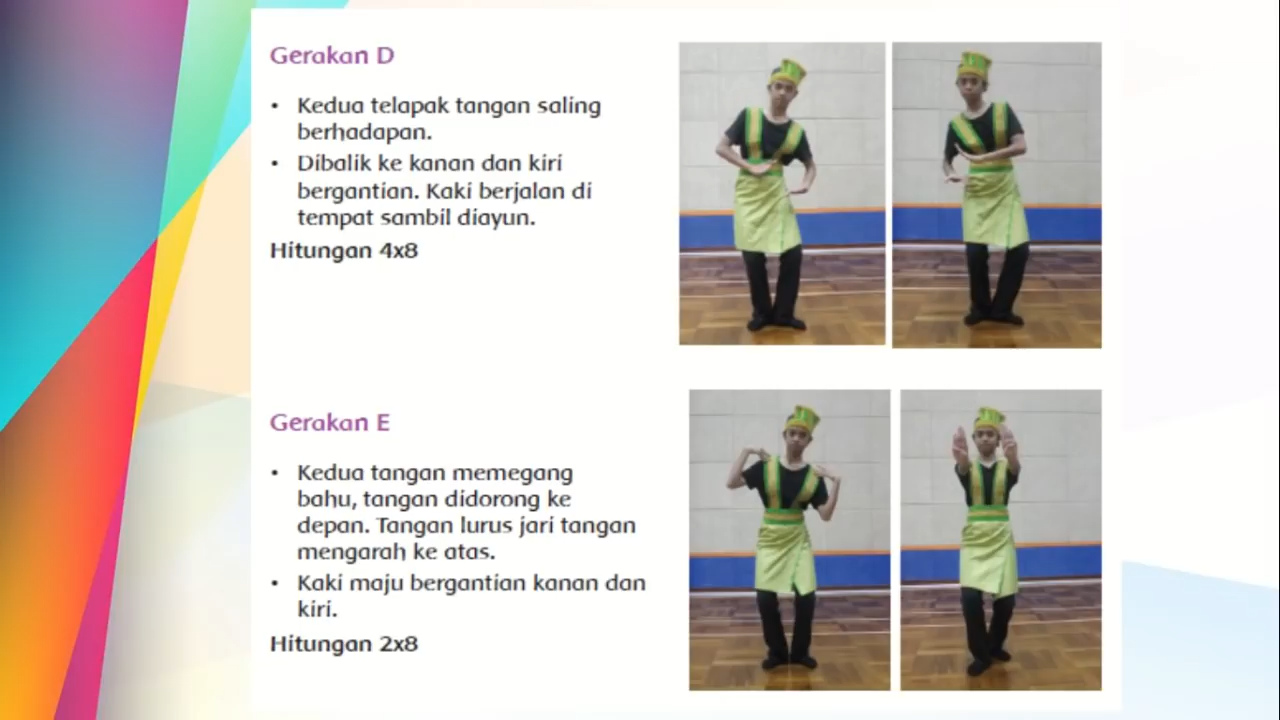 Gerakan D
• Kedua telapak tangan saling
berhadapan.
• Dibalik ke kanan dan kiri
bergantian. Kaki berjalan di
tempat sambil diayun.
Hitungan 4x8
Gerakan E
• Kedua tangan memegang
bahu, tangan didorong ke
depan. Tangan lurus jari tangan
mengarah ke atas.
• Kaki maju bergantian kanan dan
kiri.
Hitungan 2x8